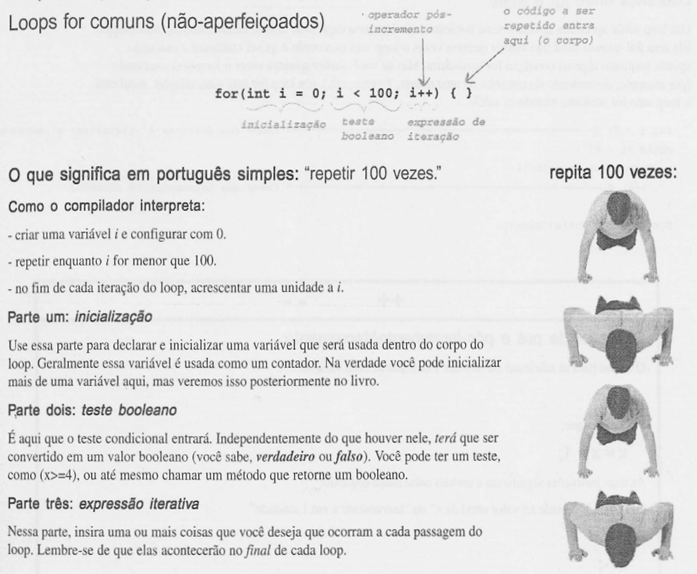 Loops for comuns (não-aperfeiçoados)
operador pós-
incremento
o código a ser
repetido entra
aqui (o corpo)
for(int i = 0; i < 100; i++) { }
inicialização
teste
booleano
expressão de
iteração
O que significa em português simples: "repetir 100 vezes."
repita 100 vezes:
Como o compilador interpreta:
- criar uma variável i e configurar com 0.
- repetir enquanto i for menor que 100.
- no fim de cada iteração do loop, acrescentar uma unidade a i.
Parte um: inicialização
Use essa parte para declarar e inicializar uma variável que será usada dentro do corpo do
loop. Geralmente essa variável é usada como um contador. Na verdade você pode inicializar
mais de uma variável aqui, mas veremos isso posteriormente no livro.
Parte dois: teste booleano
É aqui que o teste condicional entrará. Independentemente do que houver nele, terá que ser
convertido em um valor booleano (você sabe, verdadeiro ou falso). Você pode ter um teste,
como (x>=4), ou até mesmo chamar um método que retorne um booleano.
Parte três: expressão iterativa
Nessa parte, insira uma ou mais coisas que você deseja que ocorram a cada passagem do
loop. Lembre-se de que elas acontecerão no final de cada loop.